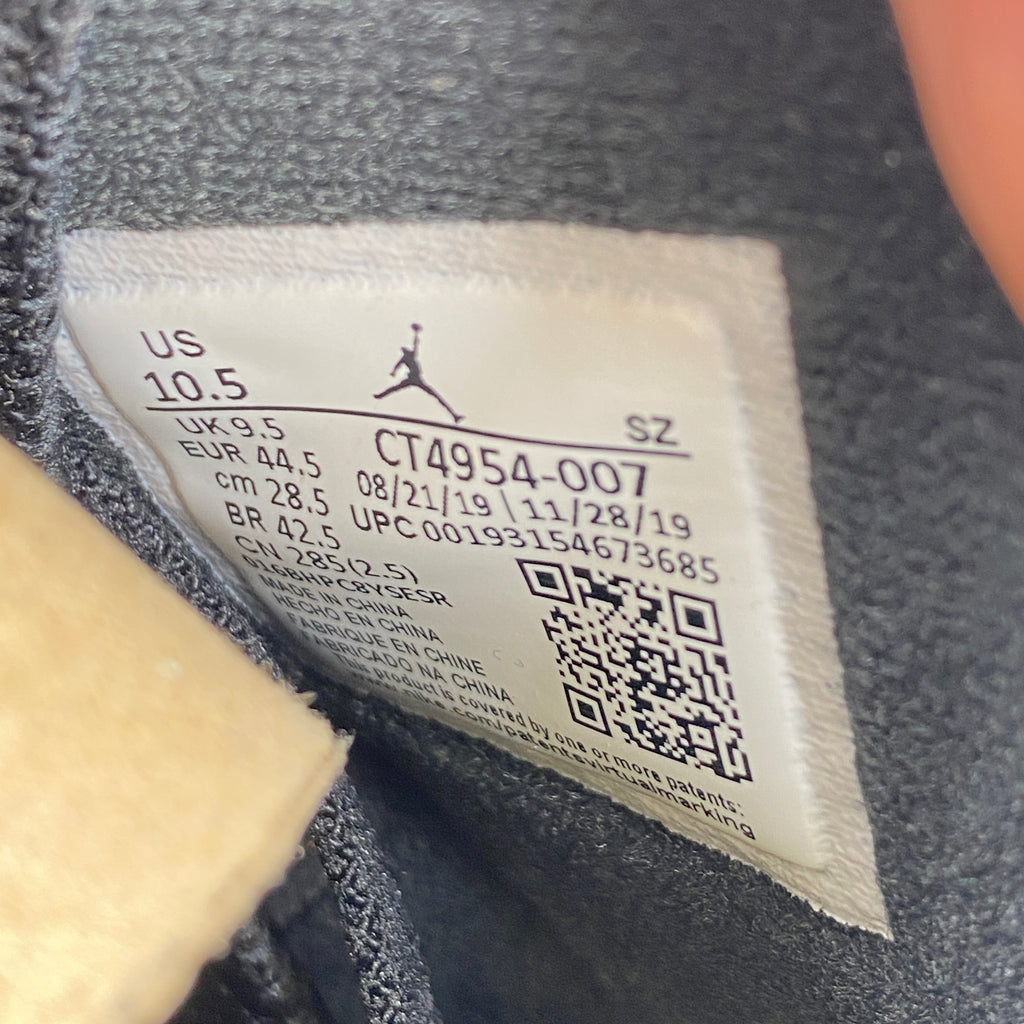 US
10.5
SZ
UK 9.5
CT4954-007
EUR 44.5
08/21/19 \ 11/28/19
cm 28.5
UPC 00193154673685
BR 42.5
CN 285(2.5)
016BHPC8YSESR
MADE IN CHINA
HECHO EN CHINA
FABRIQUE EN CHINE
FABRICADO NA CHINA
This product is covered by one or more patents:
www.nike.com/patentsvirtualmarking